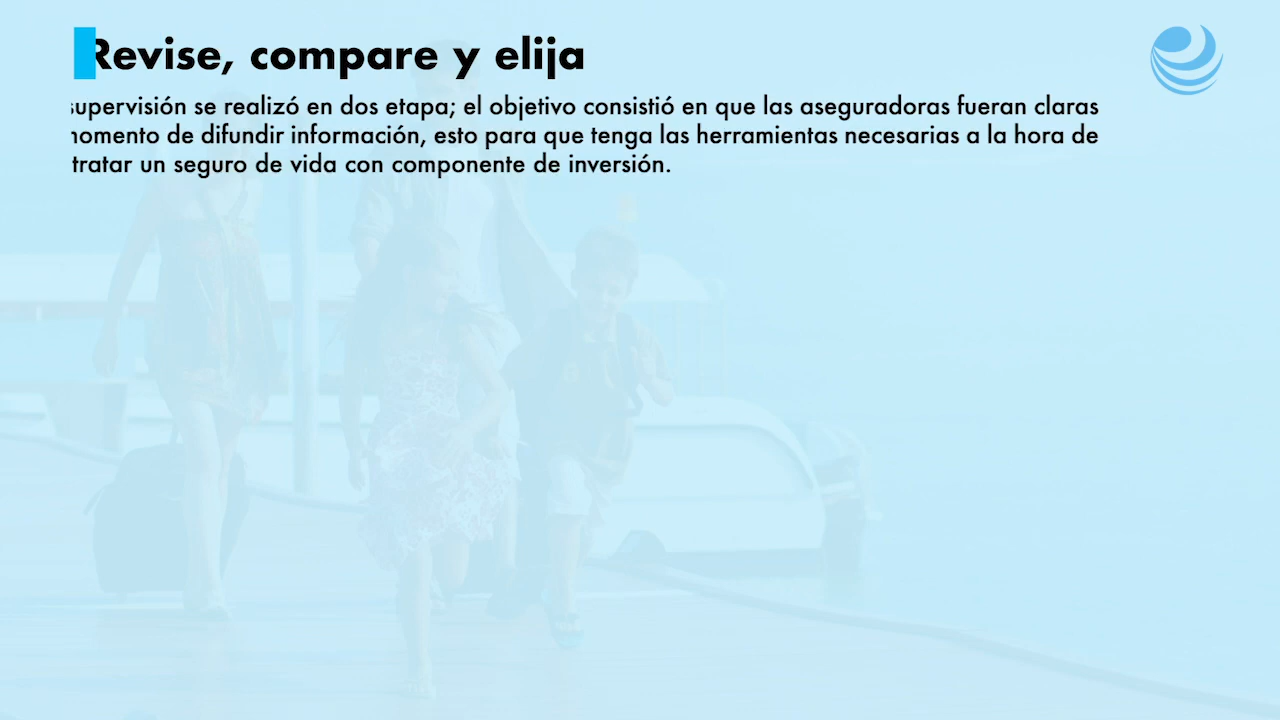 Revise, compare y elija
supervisión se realizó en dos etapa; el objetivo consistió en que las aseguradoras fueran claras
de difundir información, esto para que tenga las herramientas necesarias a la hora de
un seguro de vida con componente de inversión.